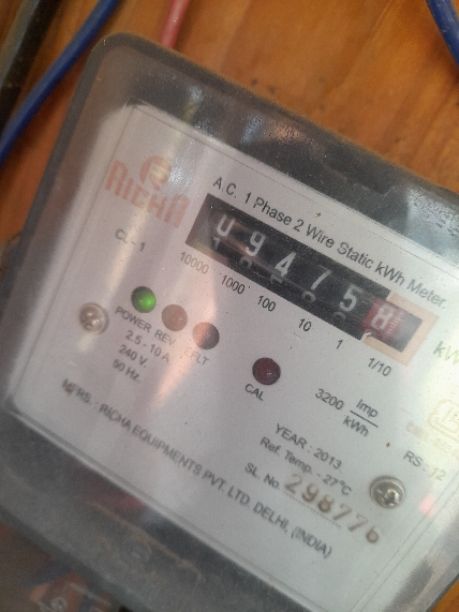 RICHA
A.C. 1 Phase 2 Wire Static kWh Meter.
9475
10000 1000 100 10 1 1/10
CL-1
POWER REV EFLT
2.5 - 10 A
240 V.
50 Hz.
CAL
3200 Imp
kWh
YEAR : 2013
Ref. Temp. - 27°C
RS : 12
SL. No. 298776
MFRS. : RICHA EQUIPMENTS PVT. LTD. DELHI, (INDIA)